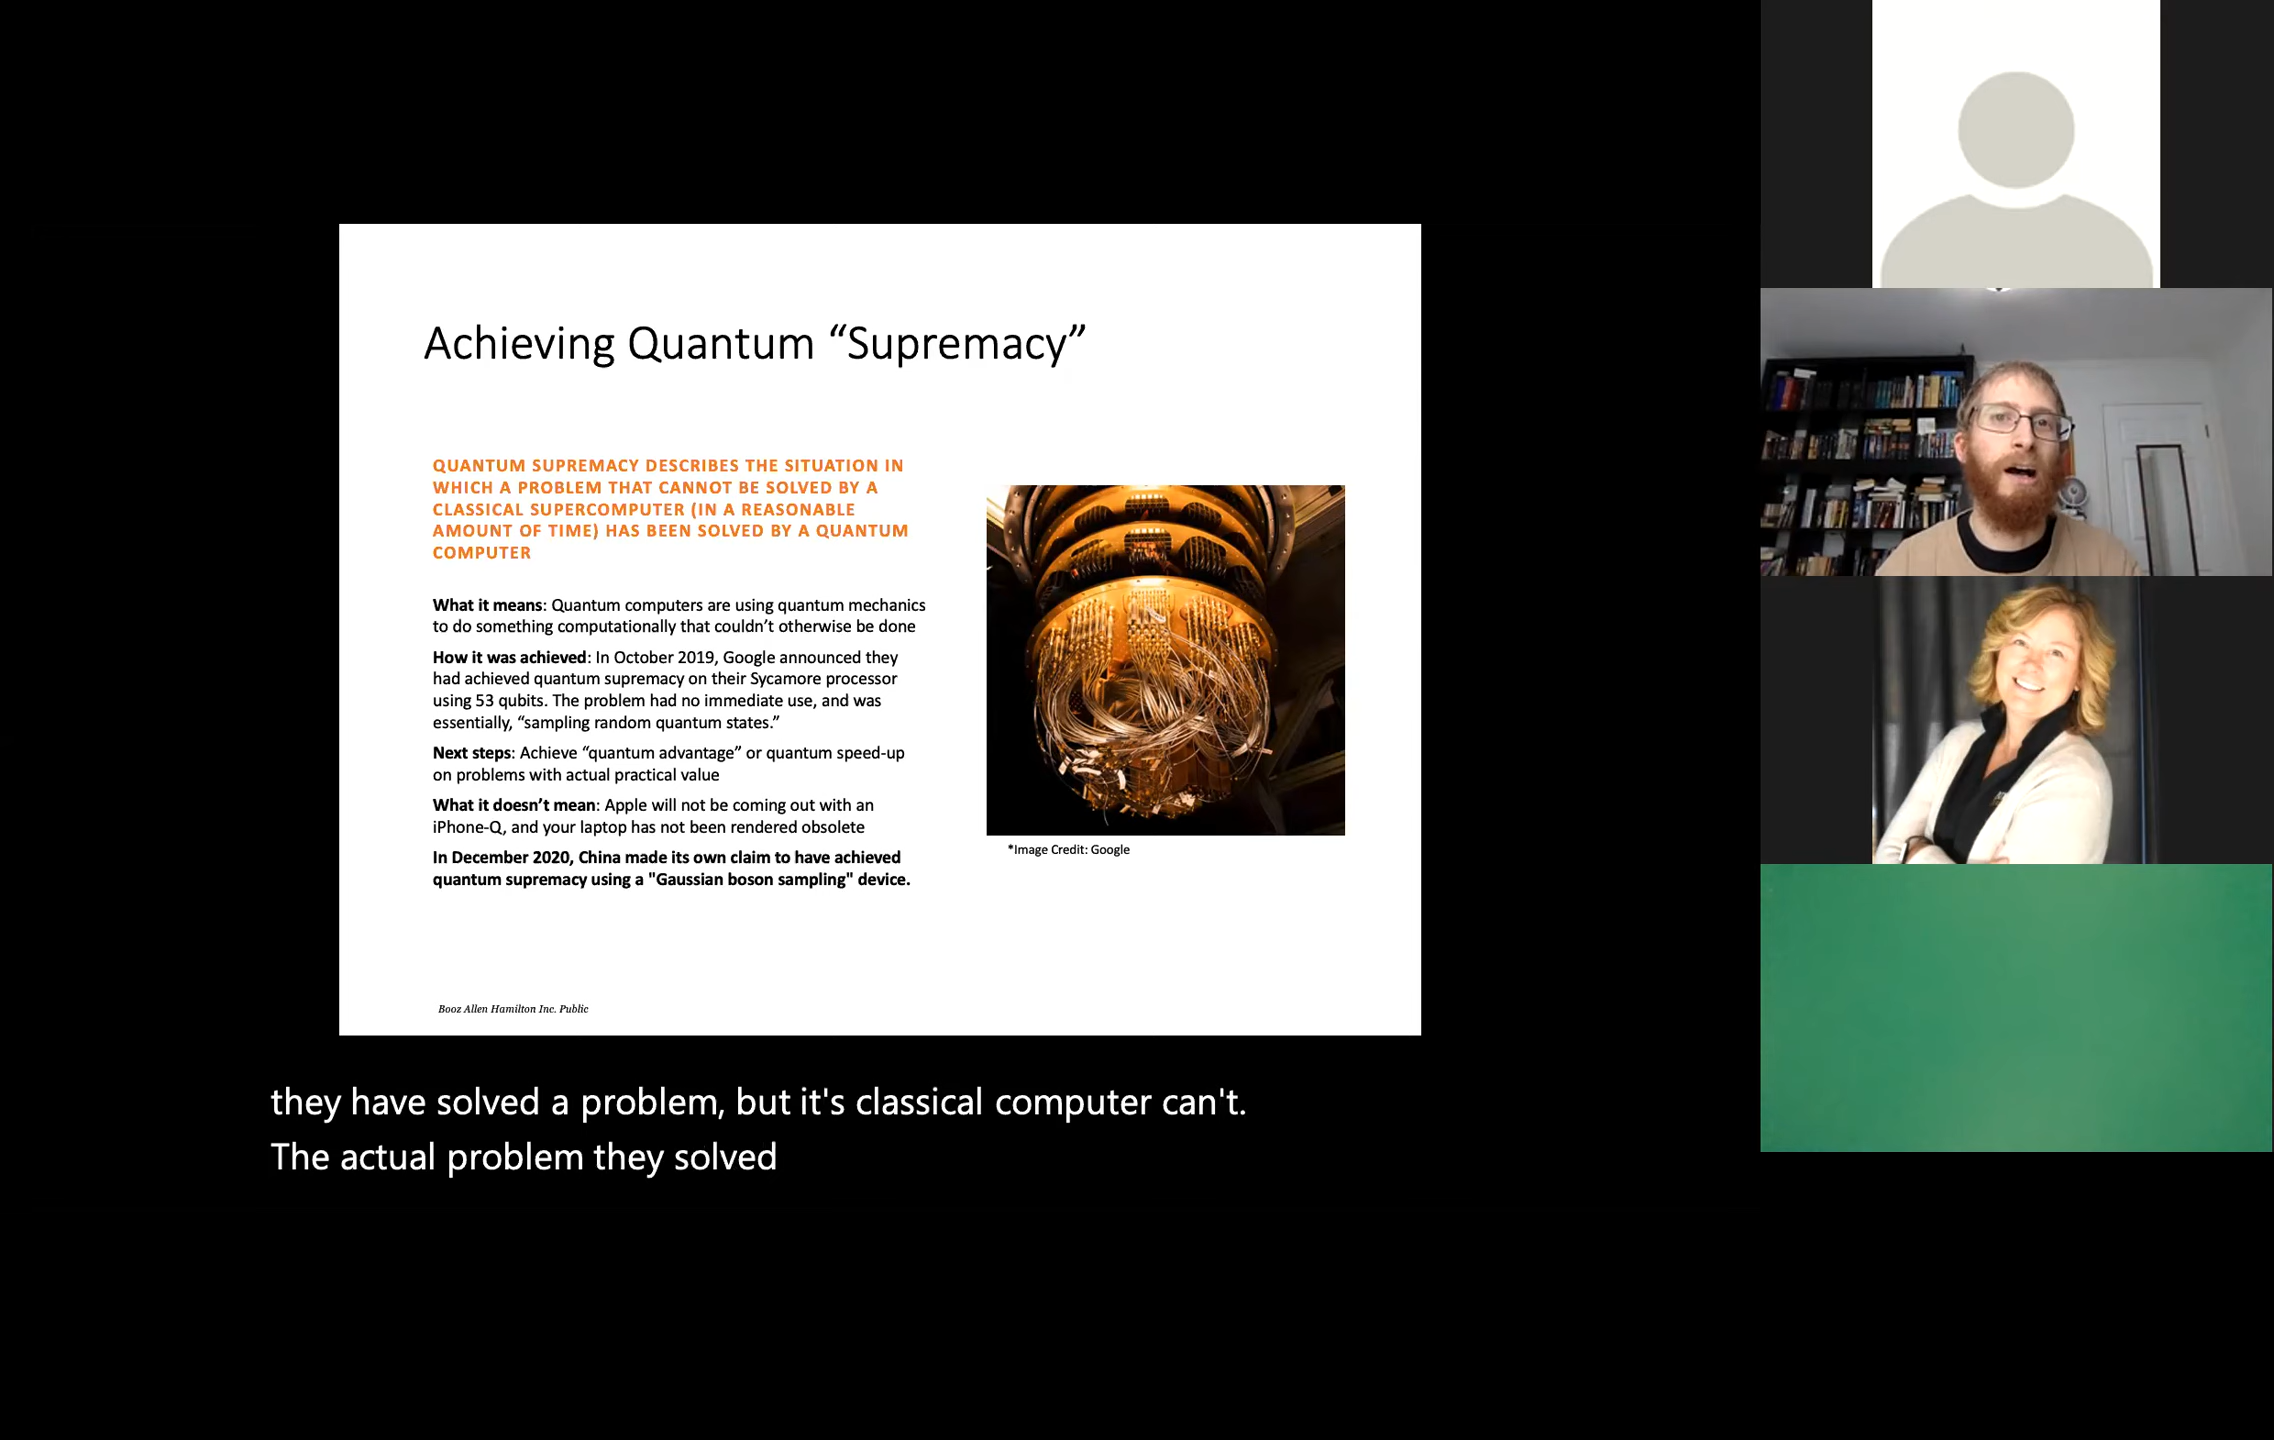 Achieving Quantum “Supremacy”
QUANTUM SUPREMACY DESCRIBES THE SITUATION IN
WHICH A PROBLEM THAT CANNOT BE SOLVED BY A
CLASSICAL SUPERCOMPUTER (IN A REASONABLE
AMOUNT OF TIME) HAS BEEN SOLVED BY A QUANTUM
COMPUTER
What it means: Quantum computers are using quantum mechanics
to do something computationally that couldn’t otherwise be done
How it was achieved: In October 2019, Google announced they
had achieved quantum supremacy on their Sycamore processor
using 53 qubits. The problem had no immediate use, and was
essentially, “sampling random quantum states.”
Next steps: Achieve “quantum advantage” or quantum speed-up
on problems with actual practical value
What it doesn’t mean: Apple will not be coming out with an
iPhone-Q, and your laptop has not been rendered obsolete
In December 2020, China made its own claim to have achieved
quantum supremacy using a "Gaussian boson sampling" device.
*Image Credit: Google
Booz Allen Hamilton Inc. Public
they have solved a problem, but it's classical computer can't.
The actual problem they solved